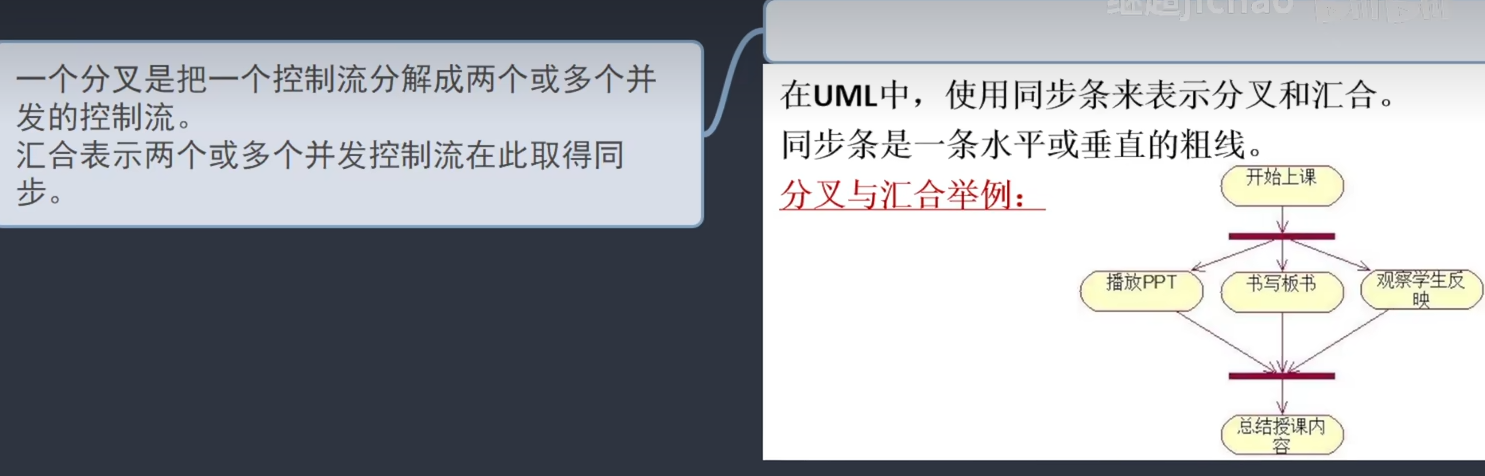 一个分叉是把一个控制流分解成两个或多个并
发的控制流。
汇合表示两个或多个并发控制流在此取得同
步。
在UML中，使用同步条来表示分叉和汇合。
同步条是一条水平或垂直的粗线。
分叉与汇合举例：
开始上课
播放PPT
书写板书
观察学生反
映
总结授课内
容